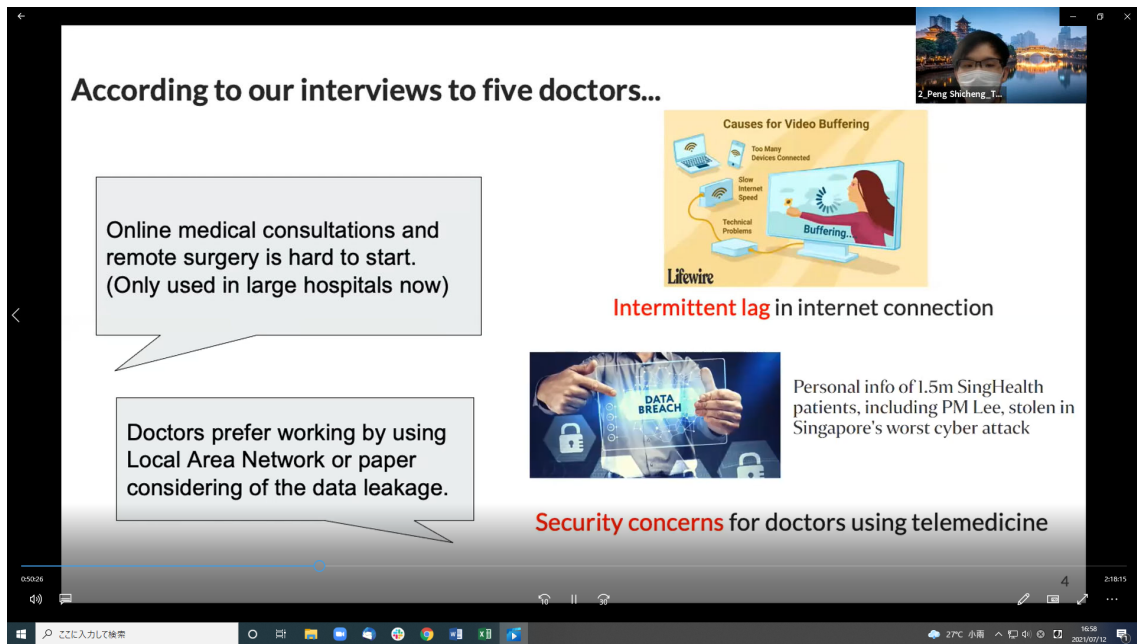 2_Peng Shicheng_T...
According to our interviews to five doctors...
Online medical consultations and
remote surgery is hard to start.
(Only used in large hospitals now)
Doctors prefer working by using
Local Area Network or paper
considering of the data leakage.
Causes for Video Buffering
Too Many
Devices Connected
Slow
Internet
Speed
Technical
Problems
Buffering...
Lifewire
Intermittent lag in internet connection
DATA
BREACH
Personal info of 1.5m SingHealth
patients, including PM Lee, stolen in
Singapore's worst cyber attack
Security concerns for doctors using telemedicine
4
0:50:26
2:18:15
10
30
ここに入力して検索
27°C 小雨
16:58
2021/07/12